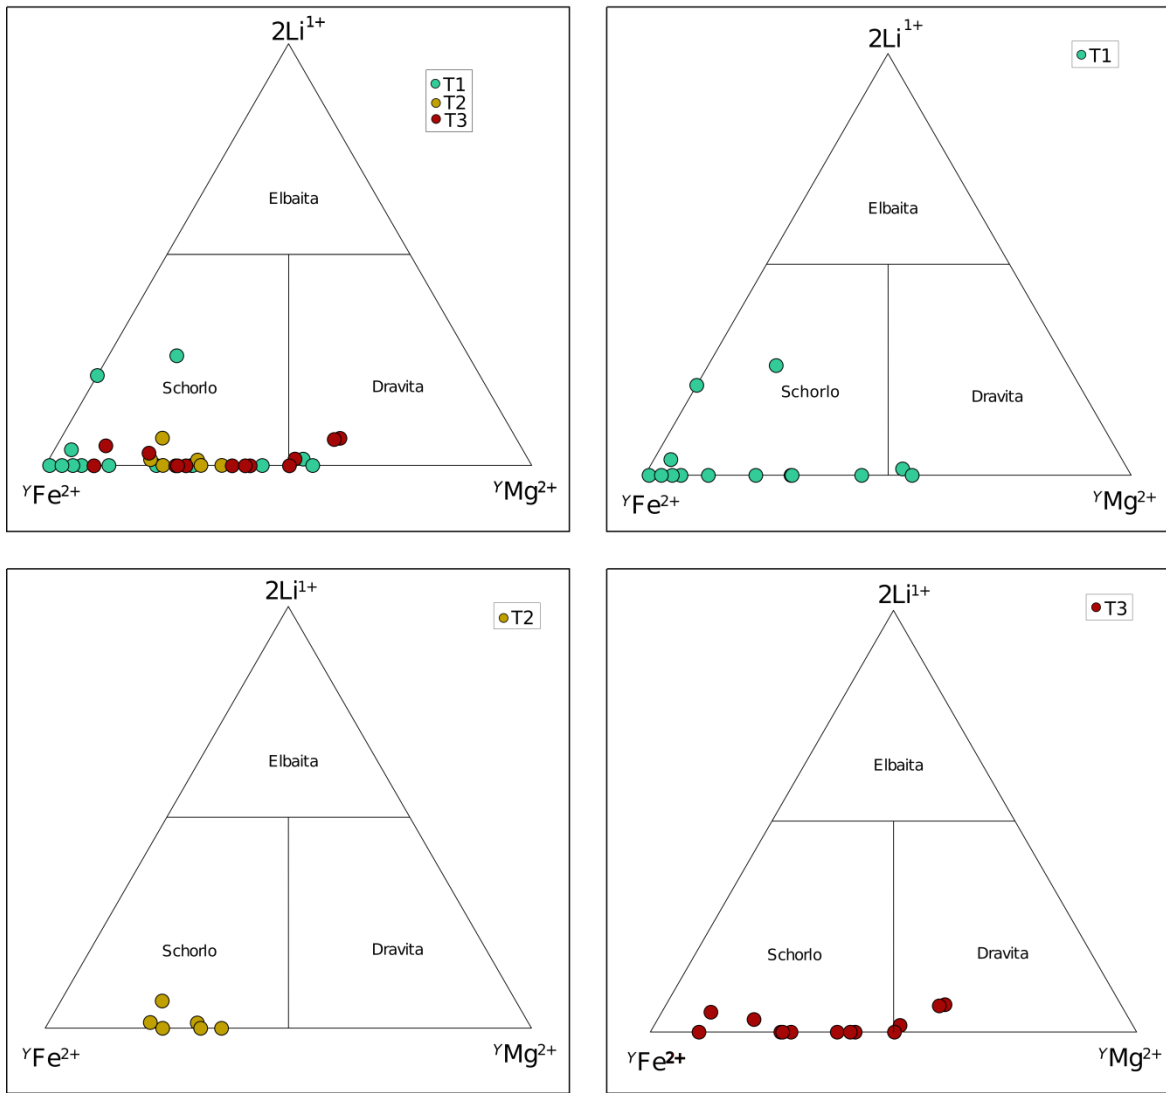 2Li¹⁺
T1
T2
T3
Elbaita
Schorlo
Dravita
ʸFe²⁺
ʸMg²⁺
2Li¹⁺
T1
Elbaita
Schorlo
Dravita
ʸFe²⁺
ʸMg²⁺
2Li¹⁺
T2
Elbaita
Schorlo
Dravita
ʸFe²⁺
ʸMg²⁺
2Li¹⁺
T3
Elbaita
Schorlo
Dravita
ʸFe²⁺
ʸMg²⁺